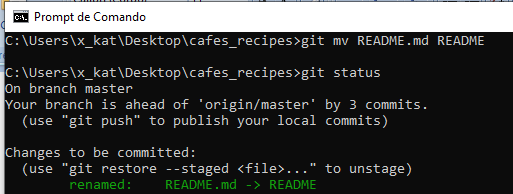 Prompt de Comando
C:\Users\x_kat\Desktop\cafes_recipes>git mv README.md README
C:\Users\x_kat\Desktop\cafes_recipes>git status
On branch master
Your branch is ahead of 'origin/master' by 3 commits.
  (use "git push" to publish your local commits)
Changes to be committed:
  (use "git restore --staged <file>..." to unstage)
        renamed:    README.md -> README